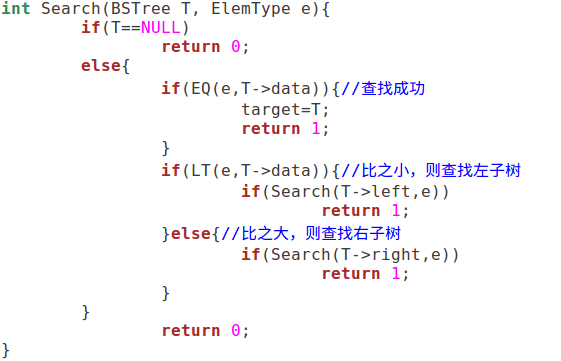 int Search(BSTree T, ElemType e){
        if(T==NULL)
                return 0;
        else{
                if(EQ(e,T->data)){//查找成功
                        target=T;
                        return 1;
                }
                if(LT(e,T->data)){//比之小，则查找左子树
                        if(Search(T->left,e))
                                return 1;
                }else{//比之大，则查找右子树
                        if(Search(T->right,e))
                                return 1;
                }
        }
                return 0;
}